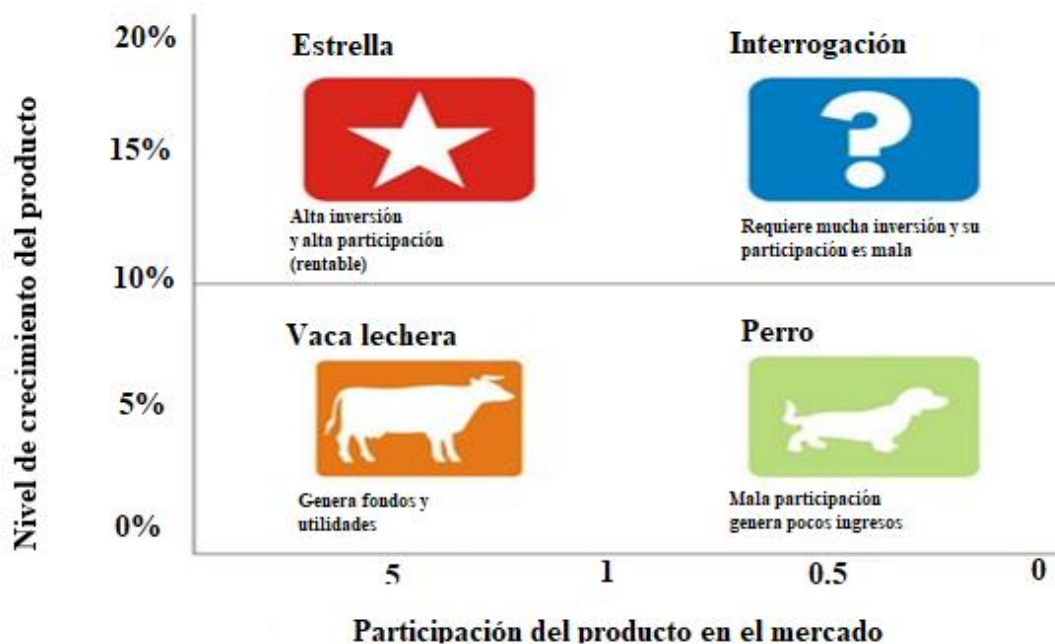 Nivel de crecimiento del producto
20%
15%
10%
5%
0%
Estrella
Alta inversión
y alta participación
(rentable)
Interrogación
?
Requiere mucha inversión y su
participación es mala
Vaca lechera
Genera fondos y
utilidades
Perro
Mala participación
genera pocos ingresos
5
1
0.5
0
Participación del producto en el mercado